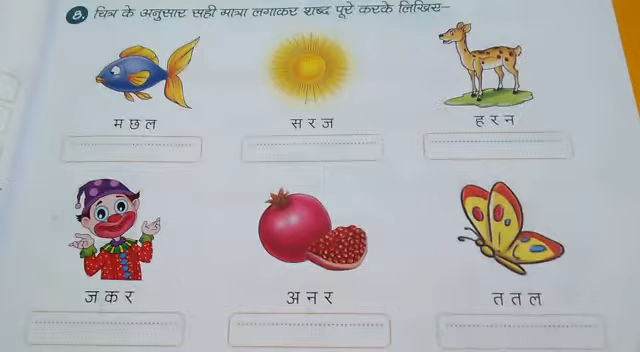 8. चित्र के अनुसार सही मात्रा लगाकर शब्द पूरे करके लिखिए–
म छ ल
स र ज
ह र न
ज क र
अ न र
त त ल